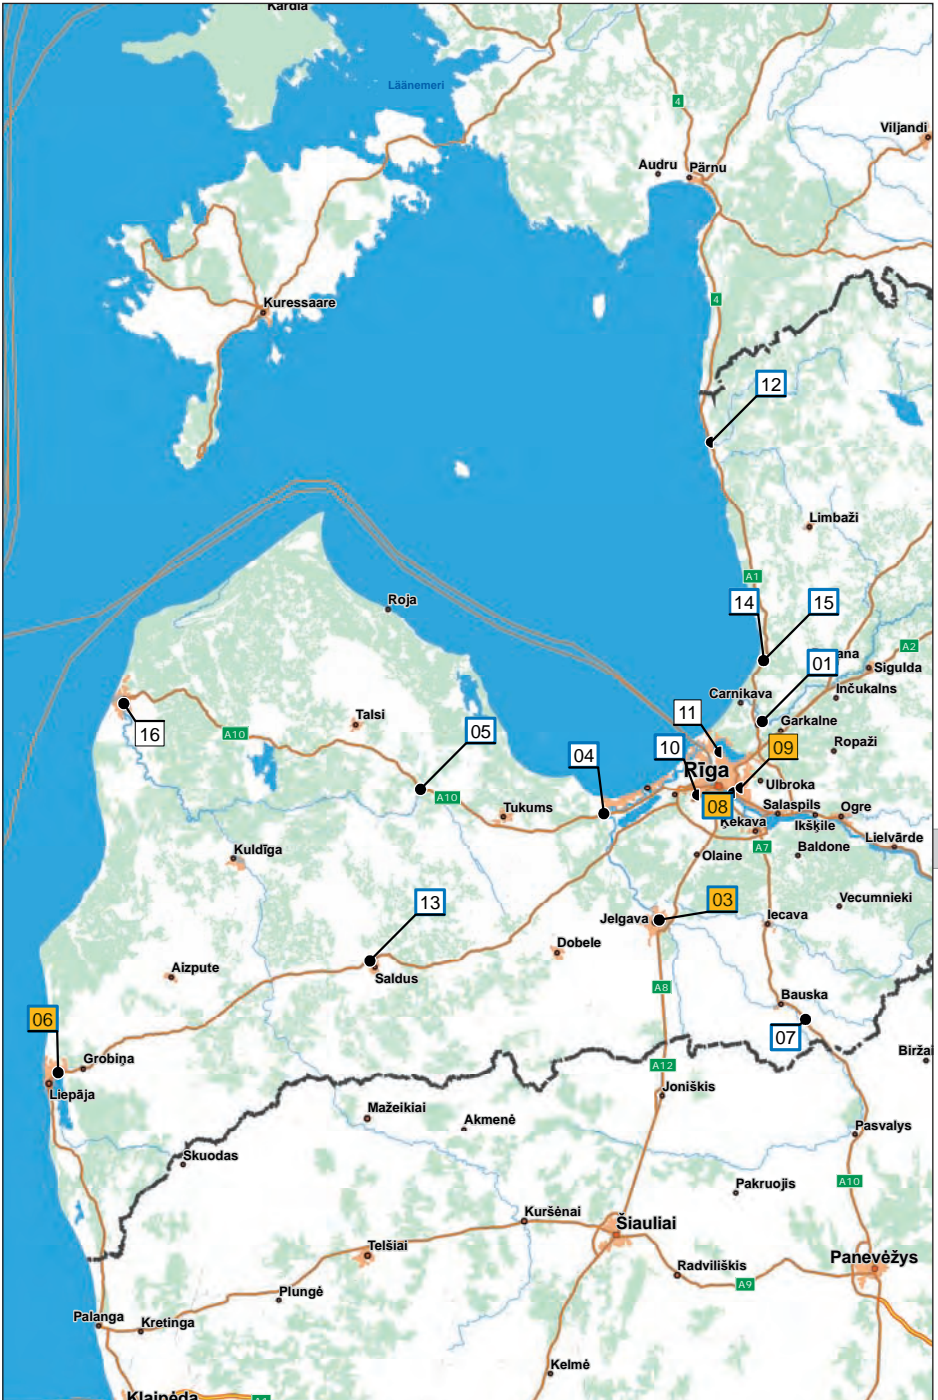 Kärdla
Läänemeri
4
Viljandi
Audru
Pärnu
Kuressaare
4
12
Limbaži
Roja
A1
14
15
01
A2
Sigulda
Carnikava
Inčukalns
Talsi
16
A10
05
11
Garkalne
09
Ropaži
04
10
Rīga
Ulbroka
A10
Tukums
08
Salaspils
Ogre
Ķekava
Ikšķile
Lielvārde
Kuldīga
Olaine
A7
Baldone
13
03
Vecumnieki
Jelgava
Iecava
Dobele
Aizpute
Saldus
A8
Bauska
06
07
Grobiņa
Biržai
Liepāja
A12
Joniškis
Mažeikiai
Akmenė
Pasvalys
Skuodas
Pakruojis
A10
Kuršėnai
Šiauliai
Telšiai
Panevėžys
Radviliškis
A9
Plungė
Palanga
Kretinga
Kelmė
Klaipėda